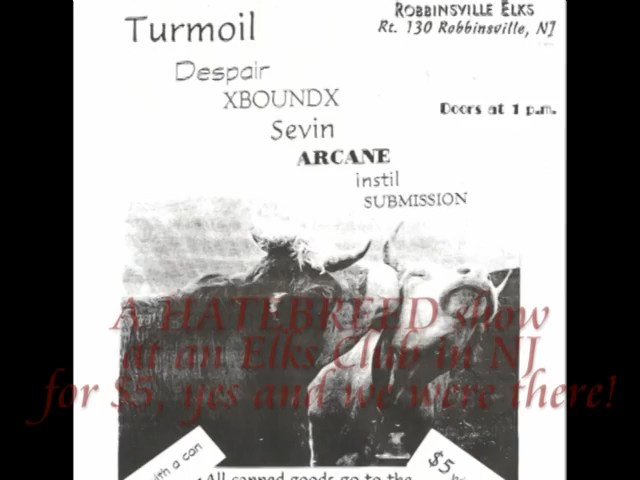 ROBBINSVILLE ELKS
Rt. 130 Robbinsville, NJ
Turmoil
Despair
XBOUNDX
Doors at 1 p.m.
Sevin
ARCANE
instil
SUBMISSION
A HATEBREED show
at an Elks Club in NJ
for $5, yes and we were there!
with a can
$5
All canned goods go to the